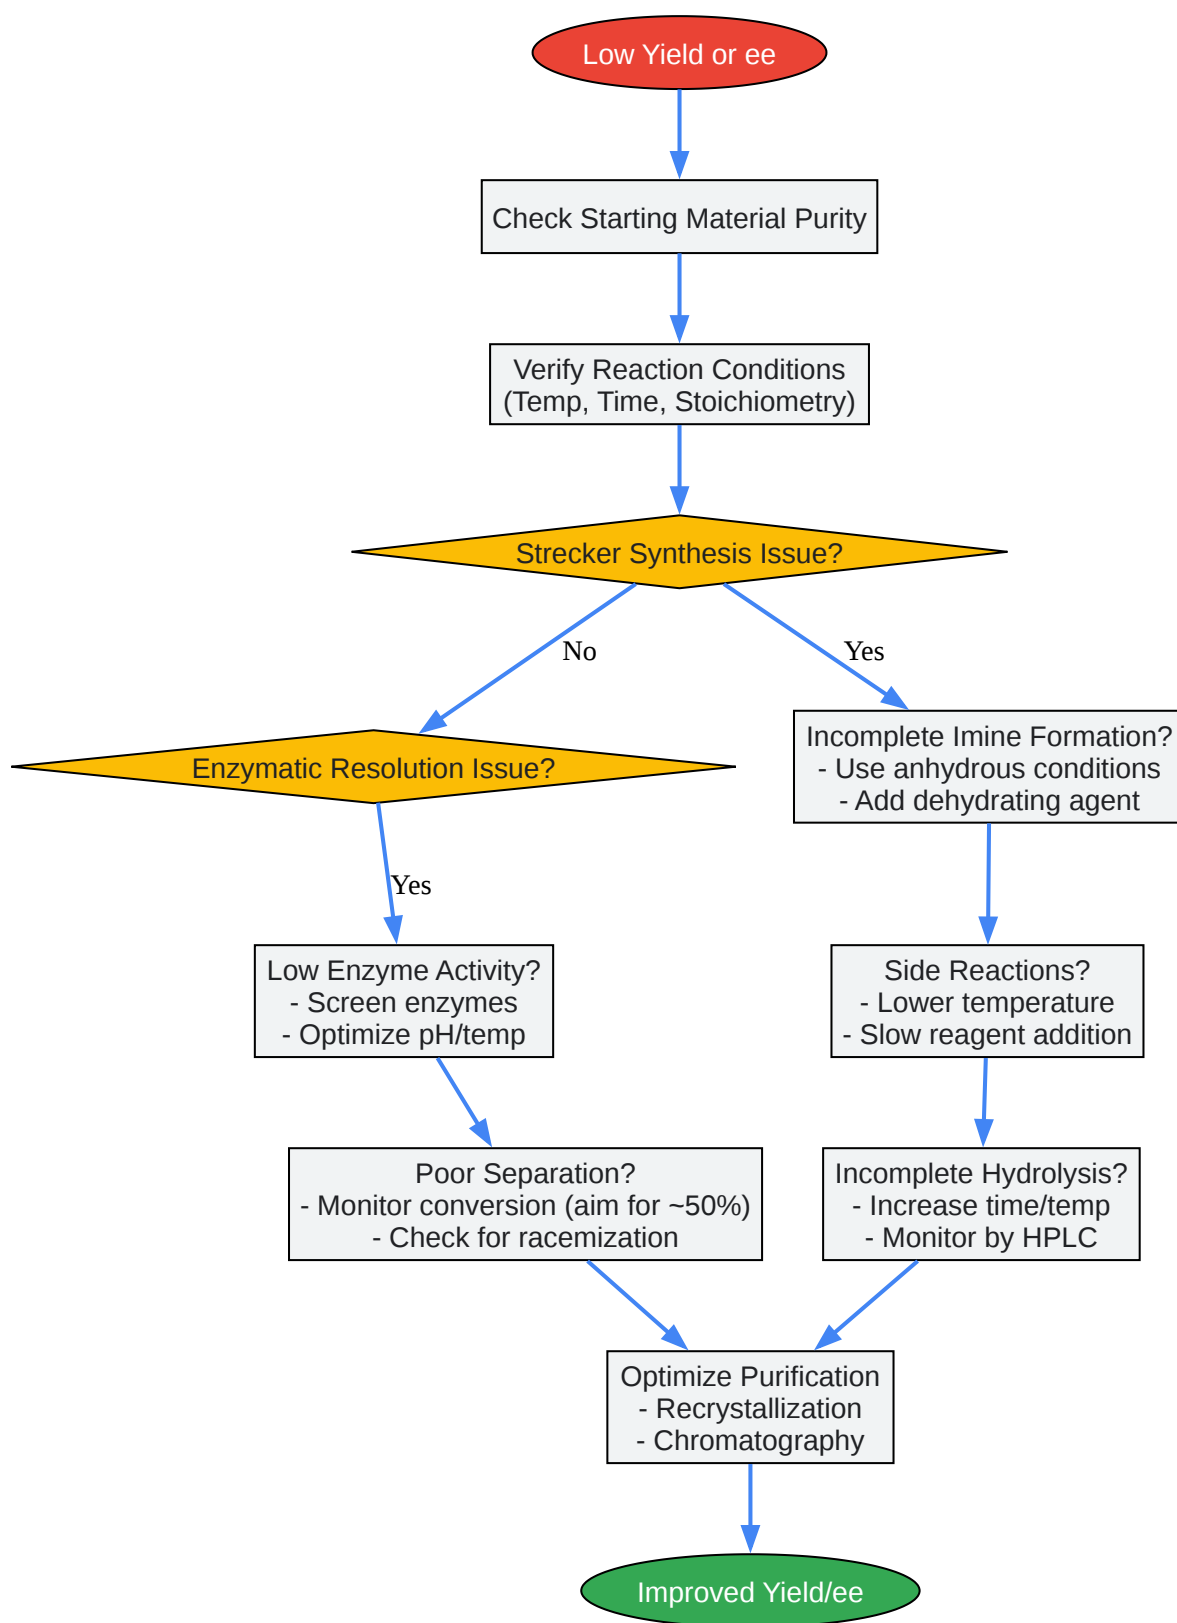 Low Yield or ee
Check Starting Material Purity
Verify Reaction Conditions
(Temp, Time, Stoichiometry)
Strecker Synthesis Issue?
No
Yes
Enzymatic Resolution Issue?
Incomplete Imine Formation?
- Use anhydrous conditions
- Add dehydrating agent
Yes
Low Enzyme Activity?
- Screen enzymes
- Optimize pH/temp
Side Reactions?
- Lower temperature
- Slow reagent addition
Poor Separation?
- Monitor conversion (aim for ~50%)
- Check for racemization
Incomplete Hydrolysis?
- Increase time/temp
- Monitor by HPLC
Optimize Purification
- Recrystallization
- Chromatography
Improved Yield/ee